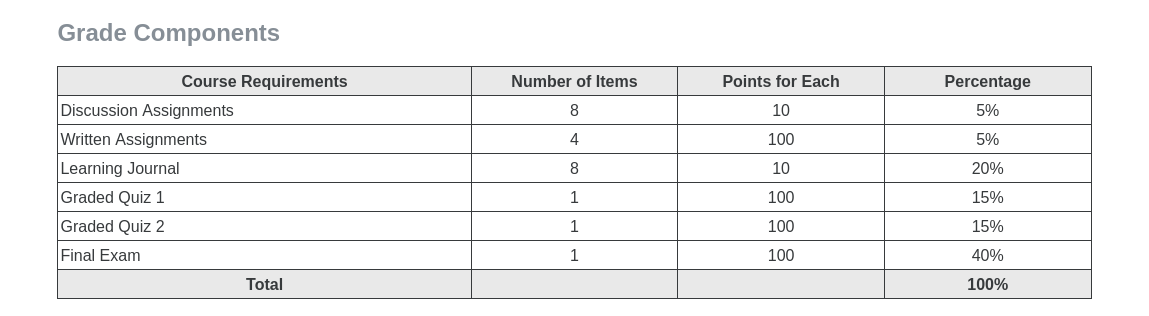 Grade Components
Course Requirements Number of Items Points for Each Percentage
Discussion Assignments 8 10 5%
Written Assignments 4 100 5%
Learning Journal 8 10 20%
Graded Quiz 1 1 100 15%
Graded Quiz 2 1 100 15%
Final Exam 1 100 40%
Total 100%